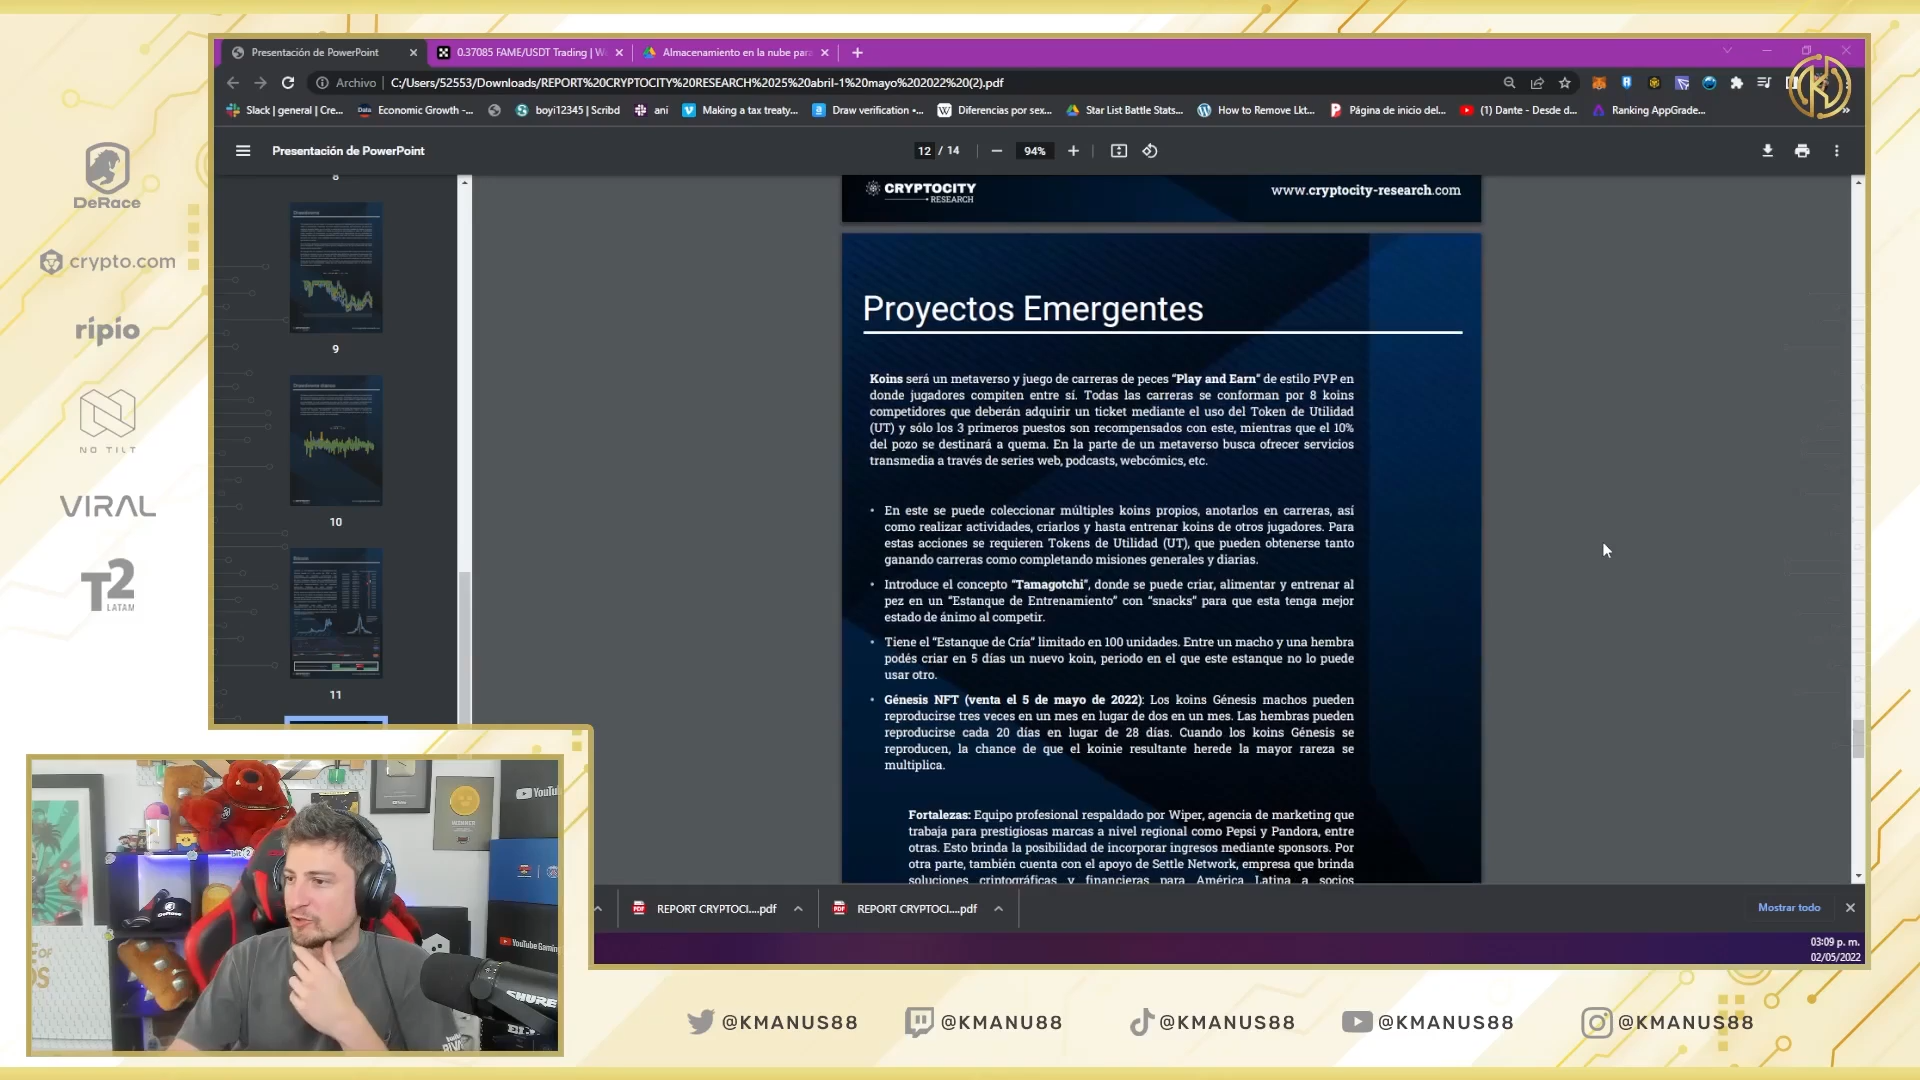 Presentación de PowerPoint
0.37085 FAME/USDT Trading | W
Almacenamiento en la nube para
Archivo | C:/Users/52553/Downloads/REPORT%20CRYPTOCITY%20RESEARCH%2025%20abril-1%20mayo%202022%20(2).pdf
Slack | general | Cre...
Economic Growth -...
boyi12345 | Scribd
ani
Making a tax treaty...
Draw verification •...
Diferencias por sex...
Star List Battle Stats...
How to Remove Lkt...
Página de inicio del...
(1) Dante - Desde d...
Ranking AppGrade...
Presentación de PowerPoint
12 / 14
94%
8
9
10
11
CRYPTOCITY
RESEARCH
www.cryptocity-research.com
Proyectos Emergentes
Koins será un metaverso y juego de carreras de peces “Play and Earn” de estilo PVP en
donde jugadores compiten entre sí. Todas las carreras se conforman por 8 koins
competidores que deberán adquirir un ticket mediante el uso del Token de Utilidad
(UT) y sólo los 3 primeros puestos son recompensados con este, mientras que el 10%
del pozo se destinará a quema. En la parte de un metaverso busca ofrecer servicios
transmedia a través de series web, podcasts, webcómics, etc.
• En este se puede coleccionar múltiples koins propios, anotarlos en carreras, así
como realizar actividades, criarlos y hasta entrenar koins de otros jugadores. Para
estas acciones se requieren Tokens de Utilidad (UT), que pueden obtenerse tanto
ganando carreras como completando misiones generales y diarias.
• Introduce el concepto “Tamagotchi”, donde se puede criar, alimentar y entrenar al
pez en un “Estanque de Entrenamiento” con “snacks” para que esta tenga mejor
estado de ánimo al competir.
• Tiene el “Estanque de Cría” limitado en 100 unidades. Entre un macho y una hembra
podés criar en 5 días un nuevo koin, periodo en el que este estanque no lo puede
usar otro.
• Génesis NFT (venta el 5 de mayo de 2022): Los koins Génesis machos pueden
reproducirse tres veces en un mes en lugar de dos en un mes. Las hembras pueden
reproducirse cada 20 días en lugar de 28 días. Cuando los koins Génesis se
reproducen, la chance de que el koinie resultante herede la mayor rareza se
multiplica.
Fortalezas: Equipo profesional respaldado por Wiper, agencia de marketing que
trabaja para prestigiosas marcas a nivel regional como Pepsi y Pandora, entre
otras. Esto brinda la posibilidad de incorporar ingresos mediante sponsors. Por
otra parte, también cuenta con el apoyo de Settle Network, empresa que brinda
soluciones criptográficas y financieras para América Latina a socios
REPORT CRYPTOCI....pdf
REPORT CRYPTOCI....pdf
Mostrar todo
03:09 p. m.
02/05/2022
DeRace
crypto.com
ripio
NO TILT
VIRAL
T2
LATAM
YouTu
YouTube Gamin
SHURE
@KMANUS88
@KMANU88
@KMANUS88
@KMANUS88
@KMANUS88